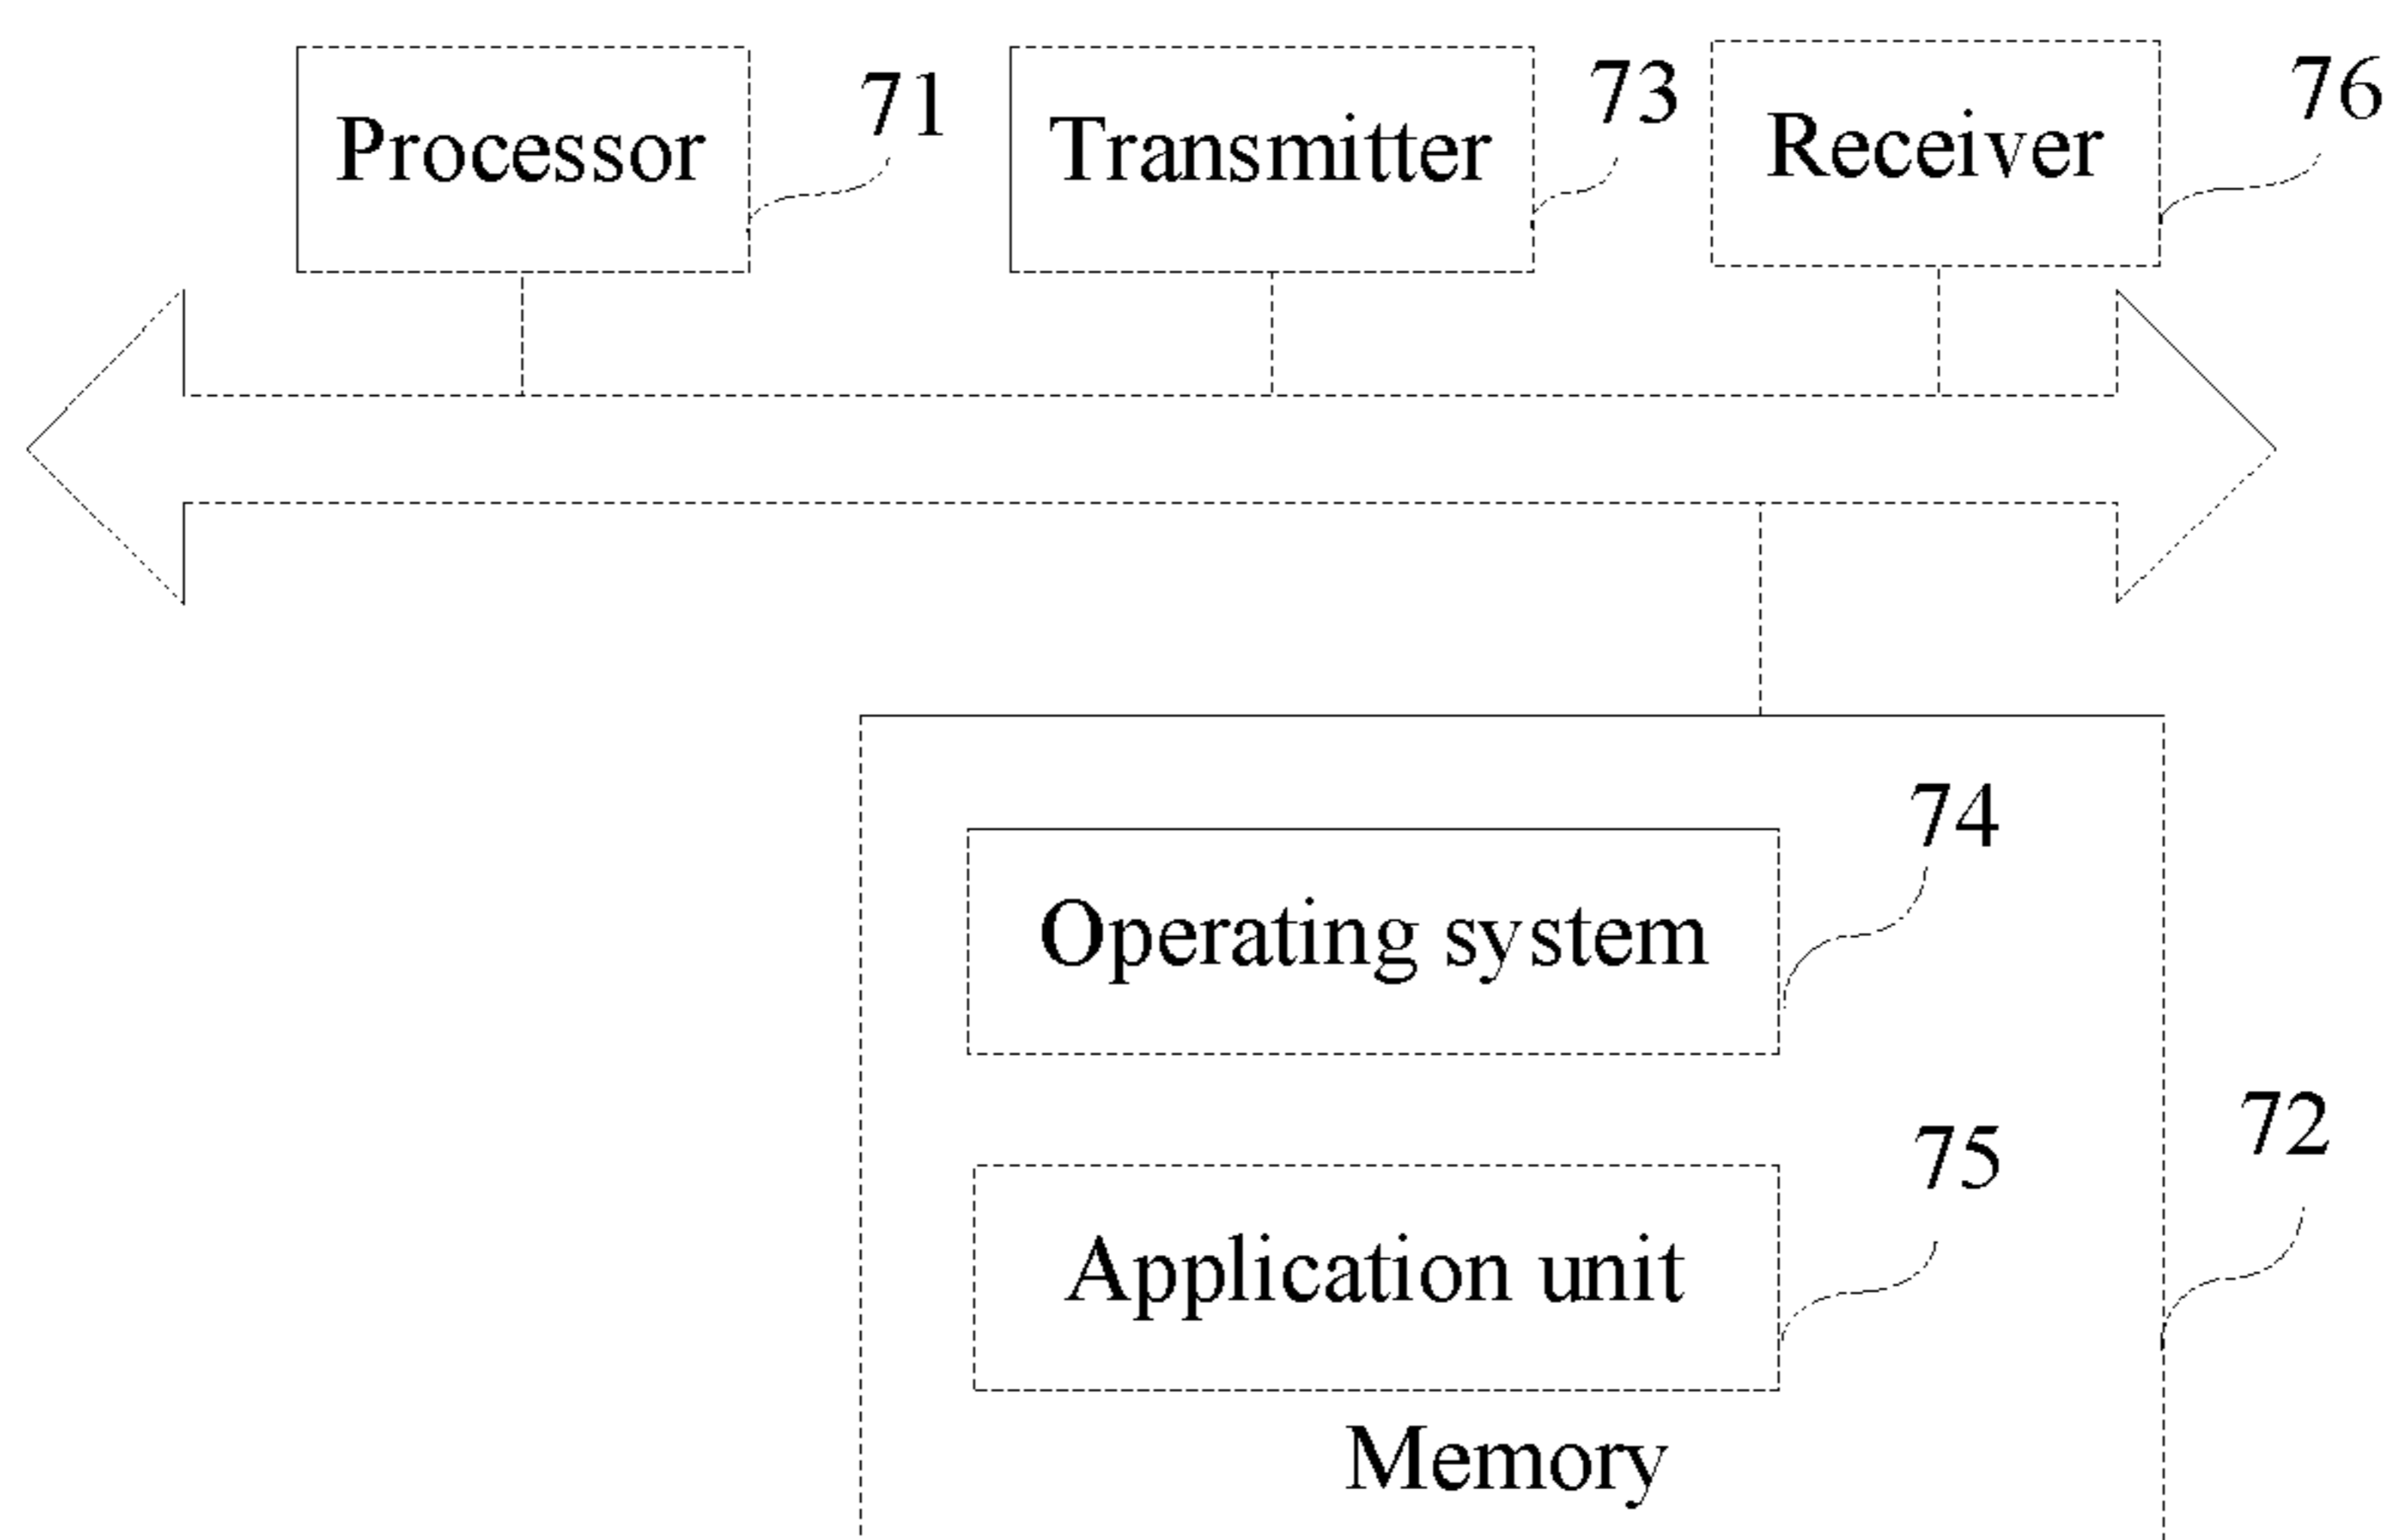 Processor
71
Transmitter
73
Receiver
76
Operating system
74
Application unit
75
72
Memory